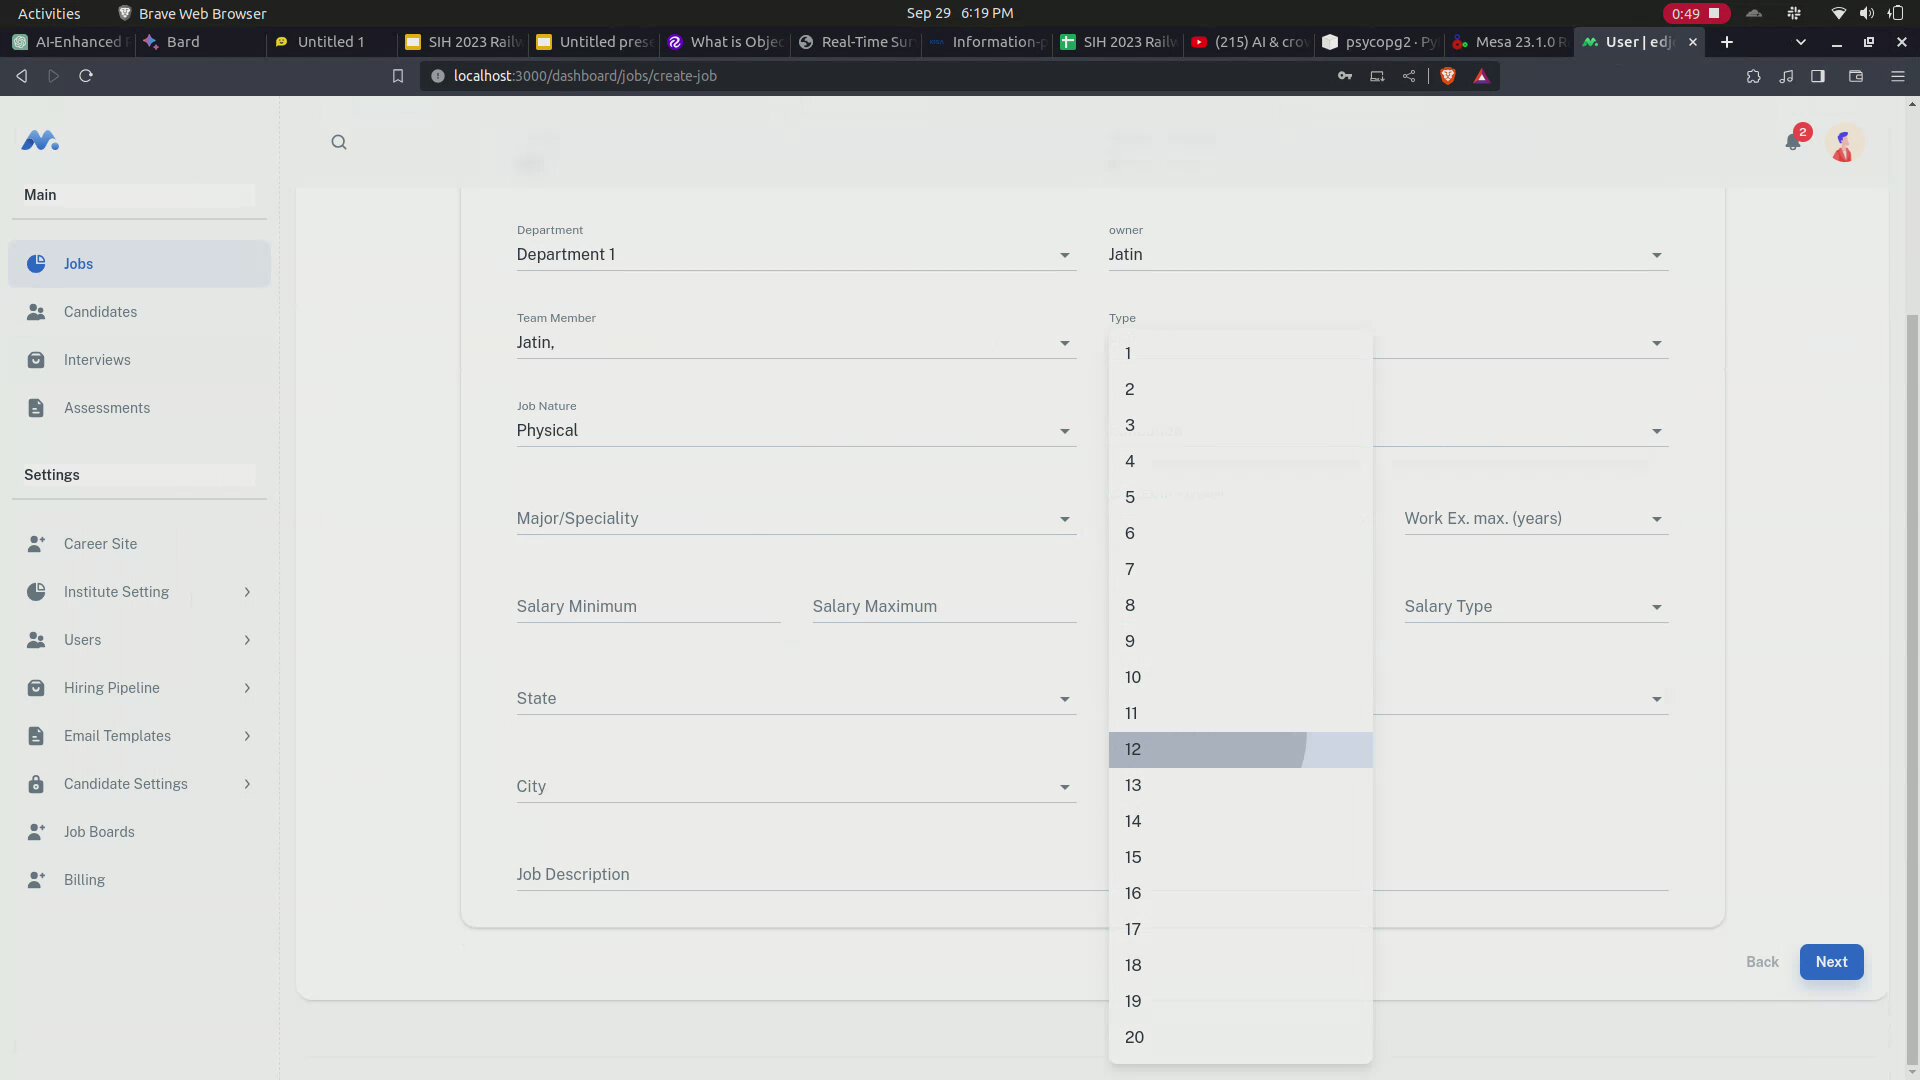 Activities Brave Web Browser Sep 29 6:19 PM 0:49
AI-Enhanced Bard Untitled 1 SIH 2023 Railw Untitled prese What is Objec Real-Time Sur Information-p SIH 2023 Railw (215) AI & crow psycopg2 · Py Mesa 23.1.0 R User | edj
localhost:3000/dashboard/jobs/create-job
2
Main
Jobs
Candidates
Interviews
Assessments
Settings
Career Site
Institute Setting
Users
Hiring Pipeline
Email Templates
Candidate Settings
Job Boards
Billing
Department owner
Department 1 Jatin
Team Member Type
Jatin,
Job Nature
Physical
Major/Speciality Work Ex. max. (years)
Salary Minimum Salary Maximum Salary Type
State
City
Job Description
1
2
3
4
5
6
7
8
9
10
11
12
13
14
15
16
17
18
19
20
Back Next